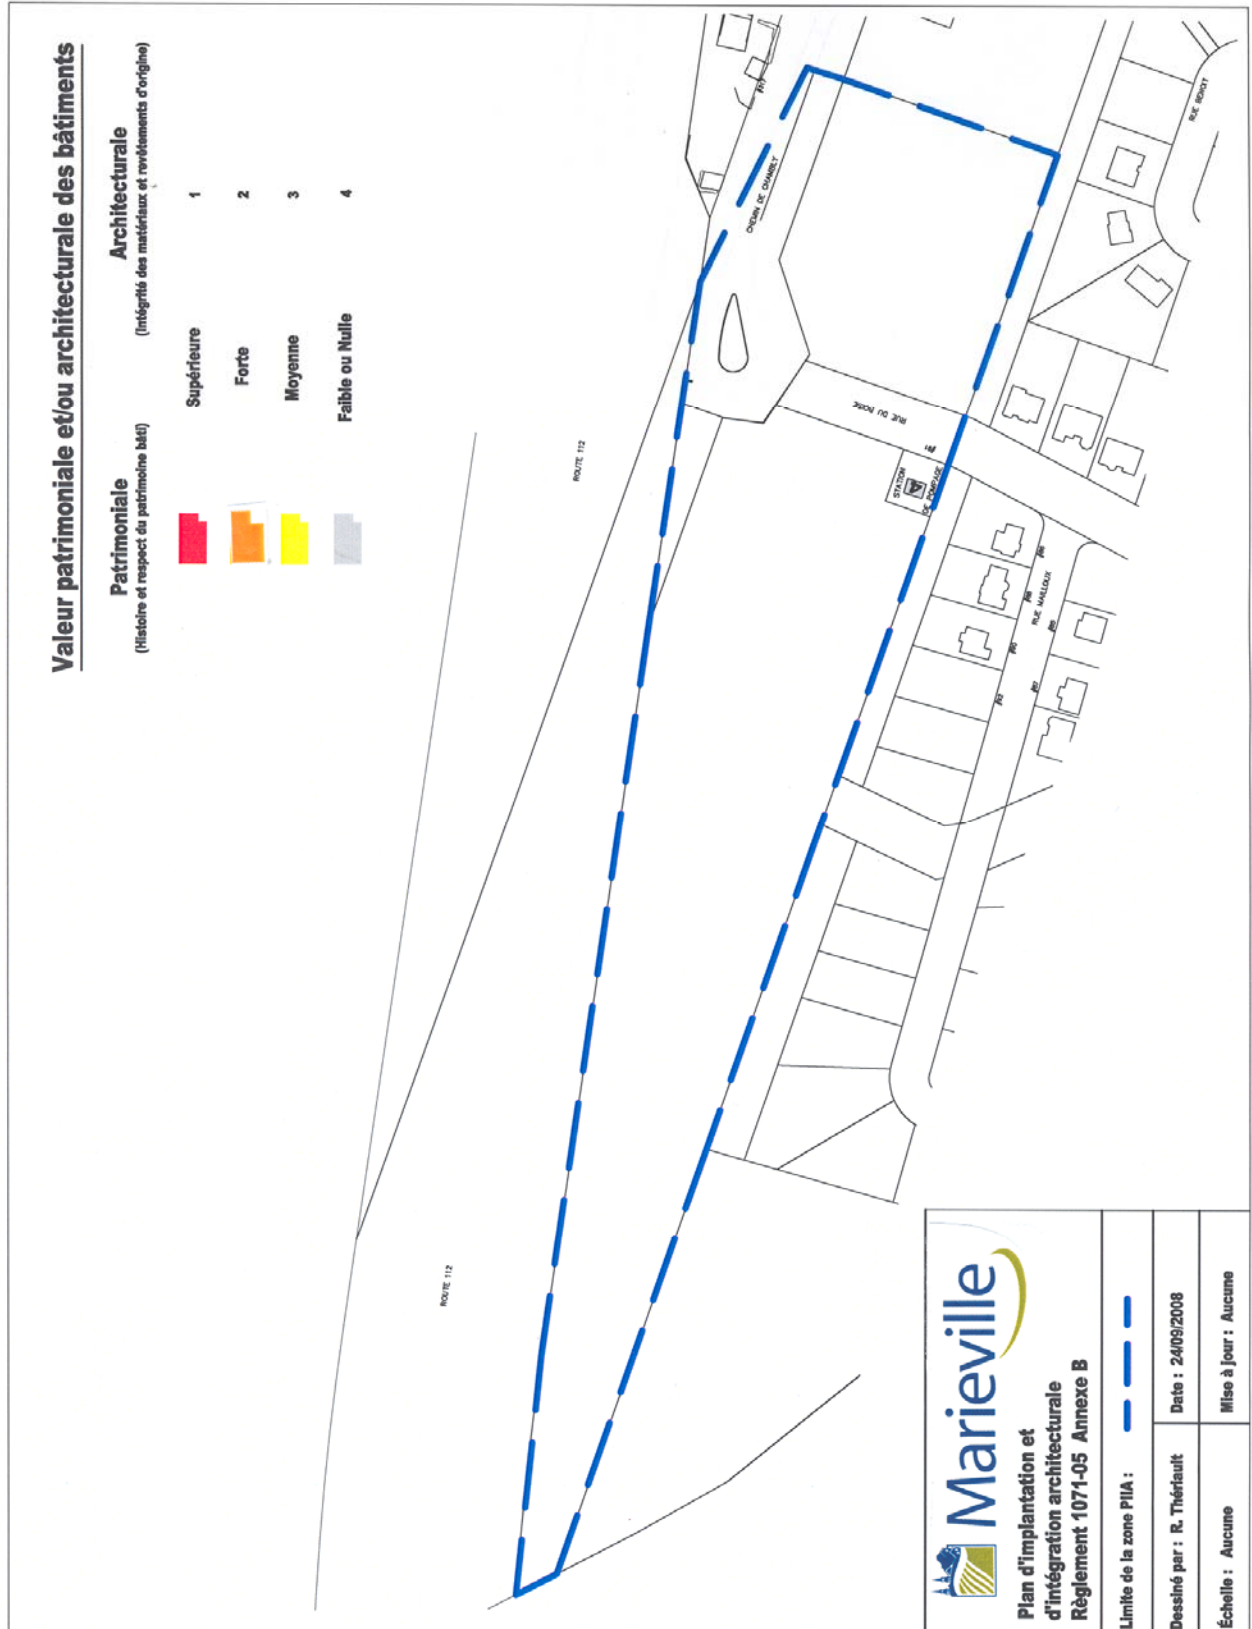 Valeur patrimoniale et/ou architecturale des bâtiments
Patrimoniale
(Histoire et respect du patrimoine bâti)
Architecturale
(Intégrité des matériaux et revêtements d'origine)
Supérieure 1
Forte 2
Moyenne 3
Faible ou Nulle 4
ROUTE 112
ROUTE 112
CHEMIN DE CHAMBLY
RUE BENOIT
STATION
DE POMPAGE
RUE MAILLOUX
Marieville
Plan d'implantation et
d'intégration architecturale
Règlement 1071-05 Annexe B
Limite de la zone PIIA :
Dessiné par : R. Thériault
Date : 24/09/2008
Échelle : Aucune
Mise à jour : Aucune